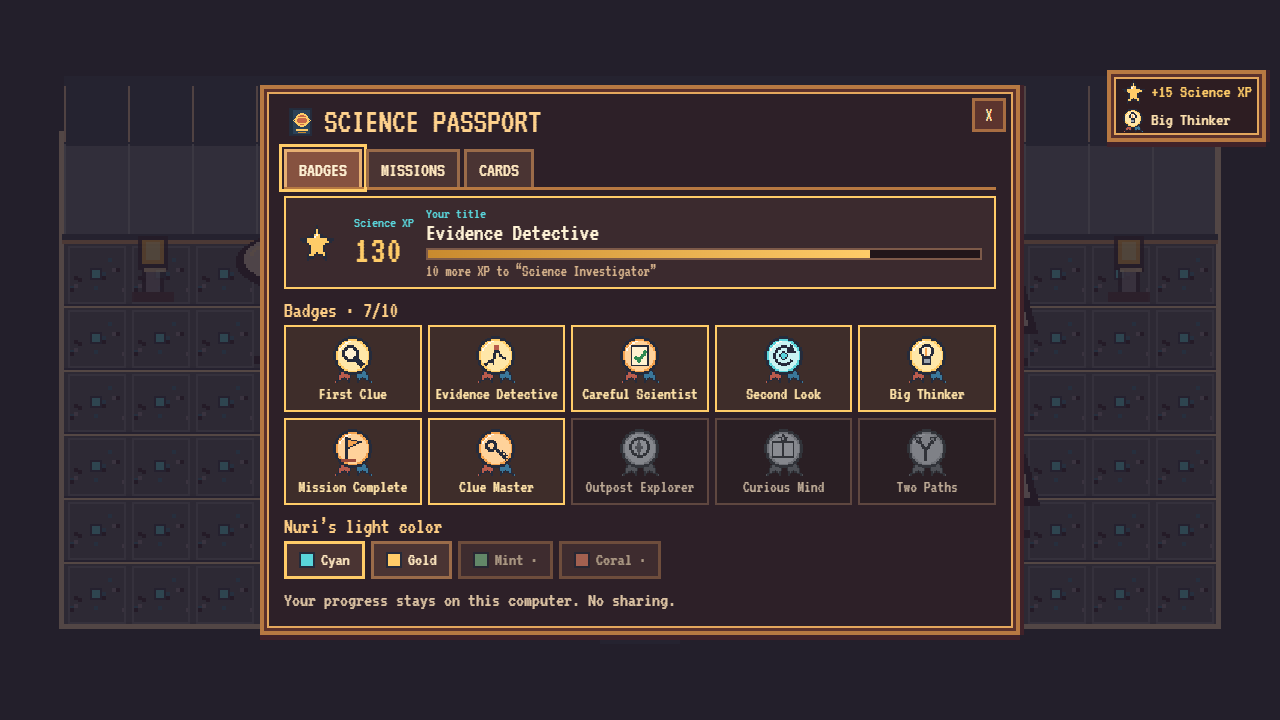 SCIENCE PASSPORT
X
+15 Science XP
Big Thinker
BADGES
MISSIONS
CARDS
Science XP
130
Your title
Evidence Detective
10 more XP to "Science Investigator"
Badges · 7/10
First Clue
Evidence Detective
Careful Scientist
Second Look
Big Thinker
Mission Complete
Clue Master
Outpost Explorer
Curious Mind
Two Paths
Nuri's light color
Cyan
Gold
Mint ·
Coral ·
Your progress stays on this computer. No sharing.